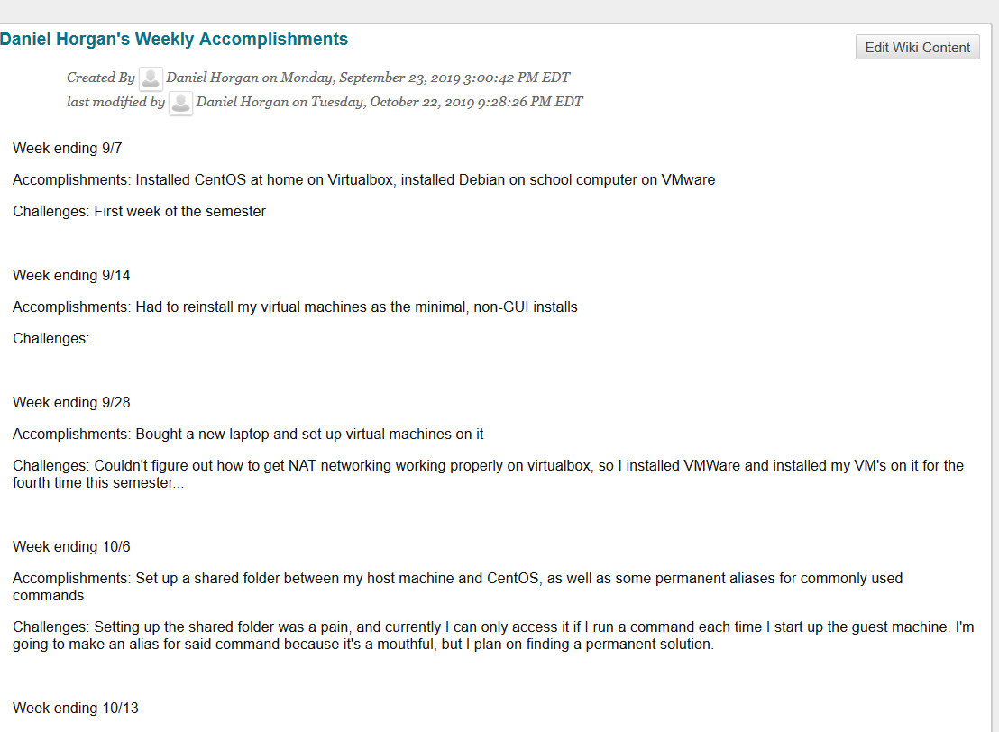 Daniel Horgan's Weekly Accomplishments
Edit Wiki Content
Created By Daniel Horgan on Monday, September 23, 2019 3:00:42 PM EDT
last modified by Daniel Horgan on Tuesday, October 22, 2019 9:28:26 PM EDT
Week ending 9/7
Accomplishments: Installed CentOS at home on Virtualbox, installed Debian on school computer on VMware
Challenges: First week of the semester
Week ending 9/14
Accomplishments: Had to reinstall my virtual machines as the minimal, non-GUI installs
Challenges:
Week ending 9/28
Accomplishments: Bought a new laptop and set up virtual machines on it
Challenges: Couldn't figure out how to get NAT networking working properly on virtualbox, so I installed VMWare and installed my VM's on it for the
fourth time this semester...
Week ending 10/6
Accomplishments: Set up a shared folder between my host machine and CentOS, as well as some permanent aliases for commonly used
commands
Challenges: Setting up the shared folder was a pain, and currently I can only access it if I run a command each time I start up the guest machine. I'm
going to make an alias for said command because it's a mouthful, but I plan on finding a permanent solution.
Week ending 10/13